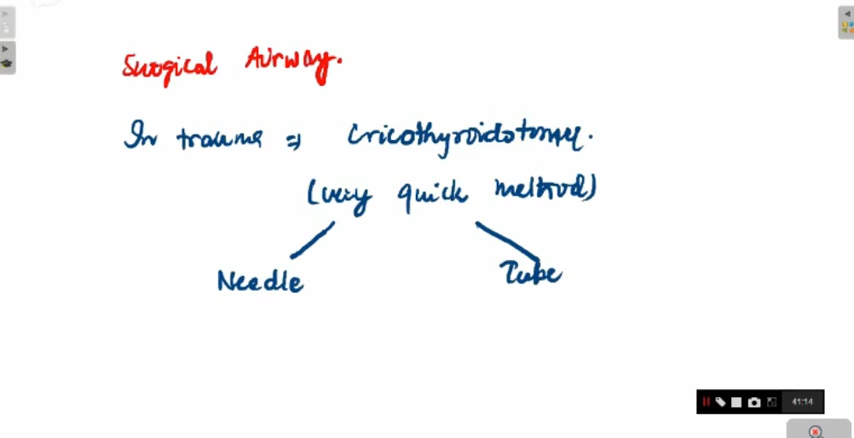 Surgical Airway.
In trauma => Cricothyroidotomy.
(very quick method)
Needle Tube
41:14